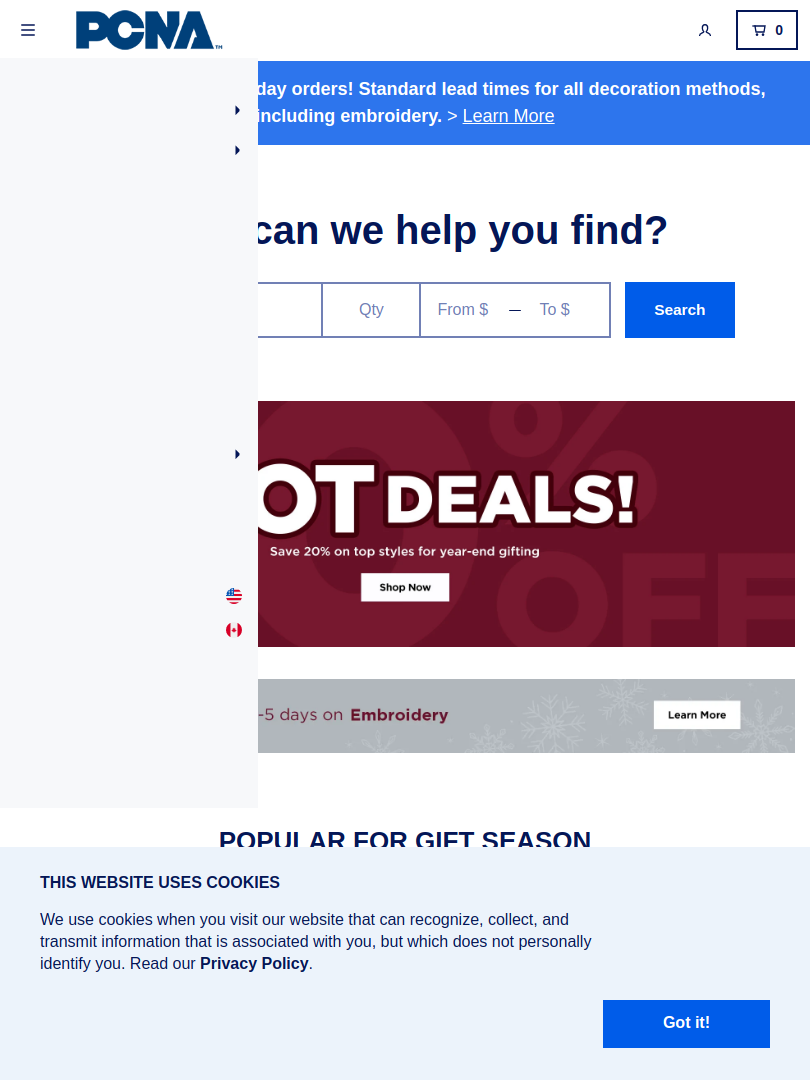 PCNA™
0
day orders! Standard lead times for all decoration methods,
including embroidery. > Learn More
can we help you find?
Qty
From $ — To $
Search
OT DEALS!
Save 20% on top styles for year-end gifting
Shop Now
0% OFF
-5 days on Embroidery
Learn More
POPULAR FOR GIFT SEASON
THIS WEBSITE USES COOKIES
We use cookies when you visit our website that can recognize, collect, and
transmit information that is associated with you, but which does not personally
identify you. Read our Privacy Policy.
Got it!